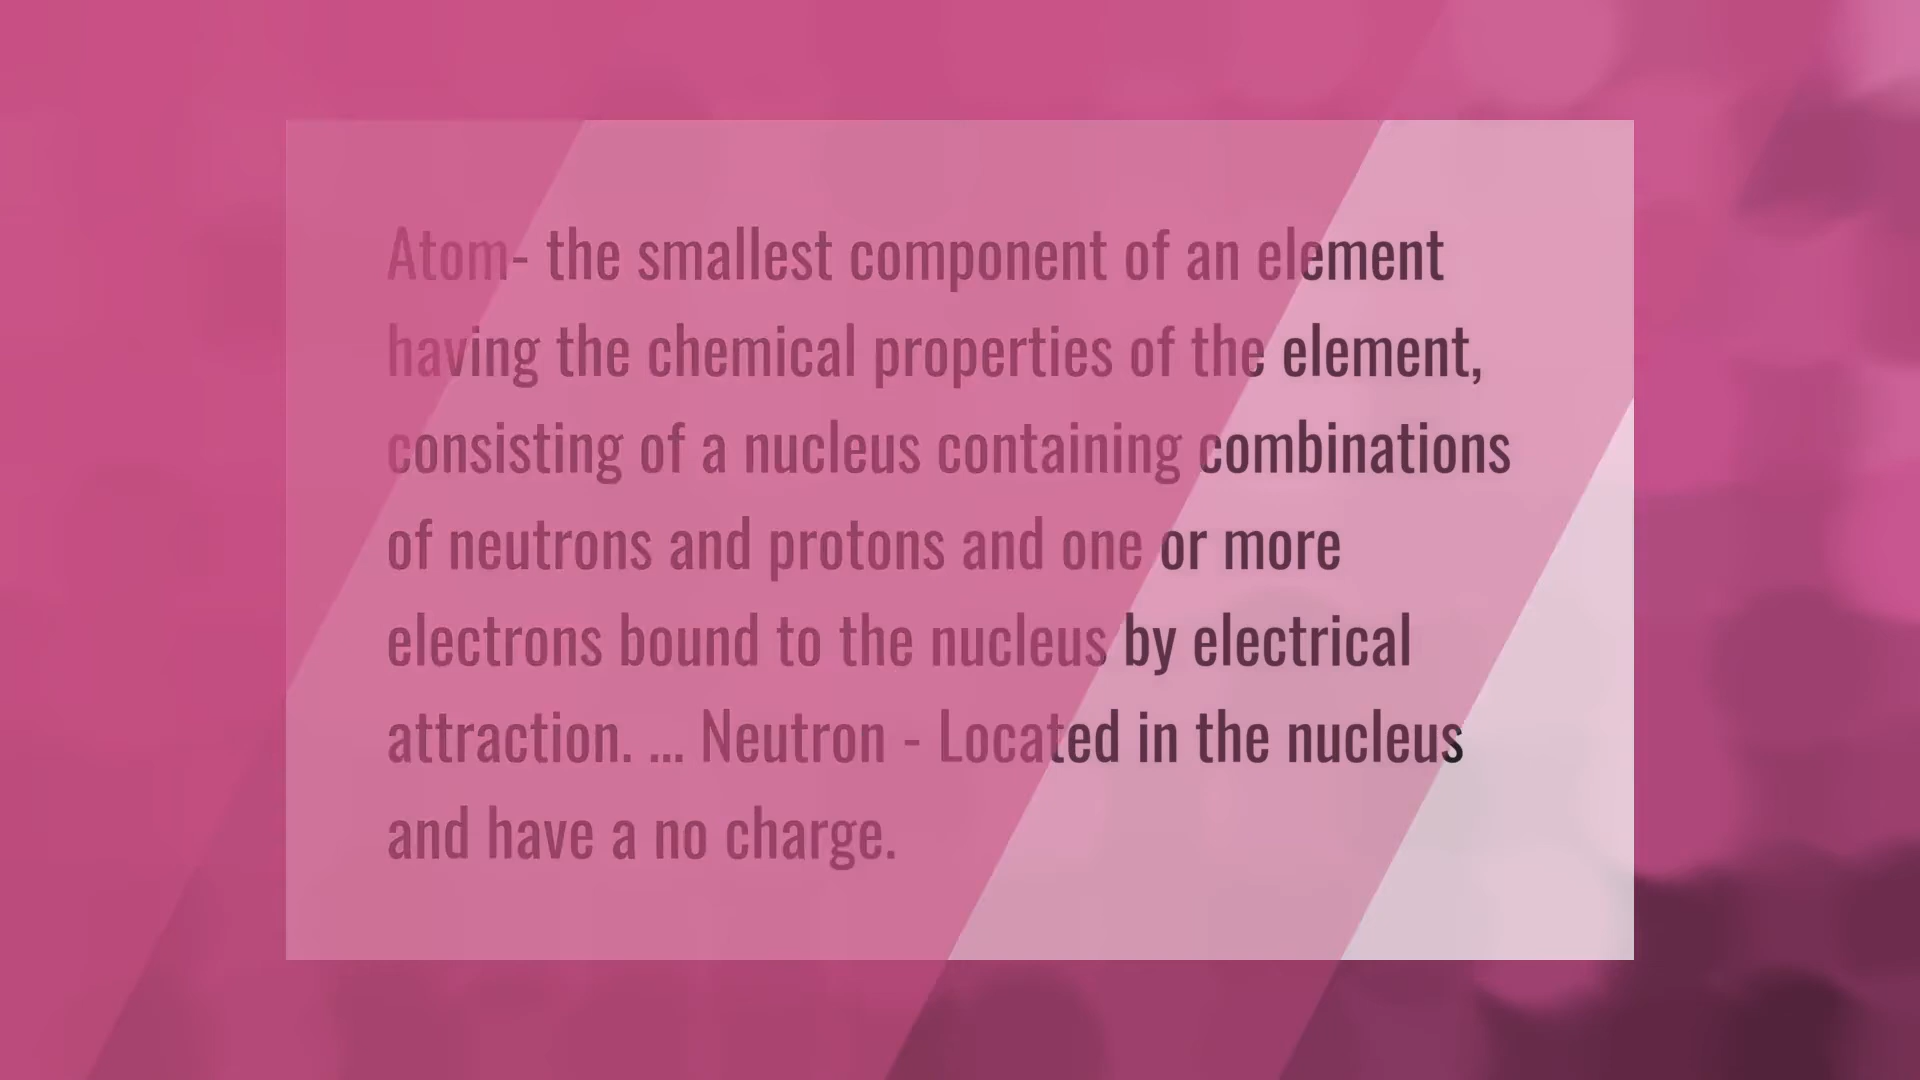 Atom- the smallest component of an element
having the chemical properties of the element,
consisting of a nucleus containing combinations
of neutrons and protons and one or more
electrons bound to the nucleus by electrical
attraction. ... Neutron - Located in the nucleus
and have a no charge.